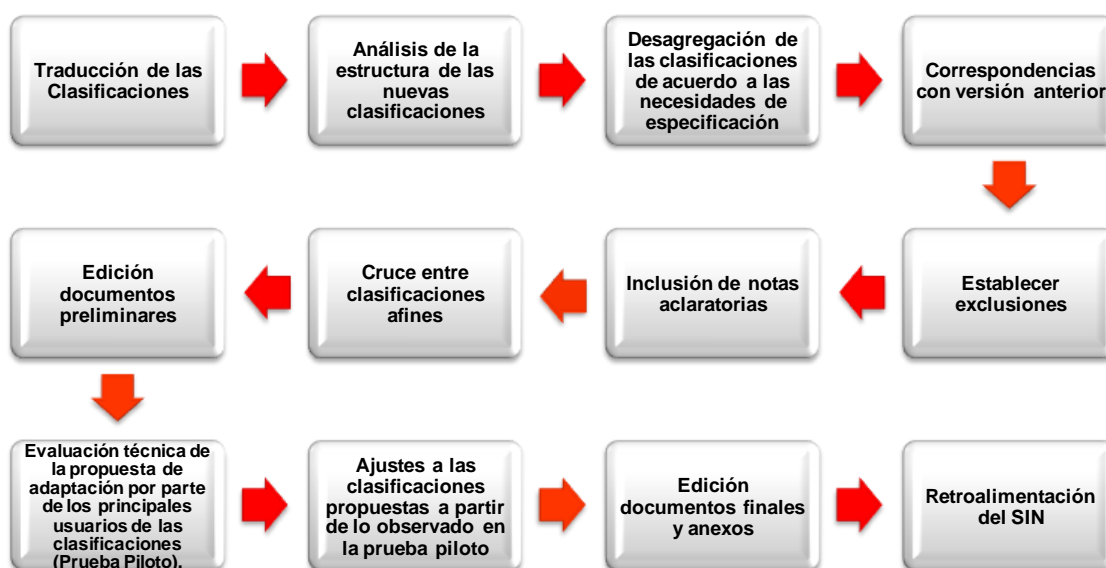 Traducción de las
Clasificaciones
Análisis de la
estructura de las
nuevas
clasificaciones
Desagregación de
las clasificaciones
de acuerdo a las
necesidades de
especificación
Correspondencias
con versión anterior
Establecer
exclusiones
Inclusión de notas
aclaratorias
Cruce entre
clasificaciones
afines
Edición
documentos
preliminares
Evaluación técnica de
la propuesta de
adaptación por parte
de los principales
usuarios de las
clasificaciones
(Prueba Piloto).
Ajustes a las
clasificaciones
propuestas a partir
de lo observado en
la prueba piloto
Edición
documentos finales
y anexos
Retroalimentación
del SIN